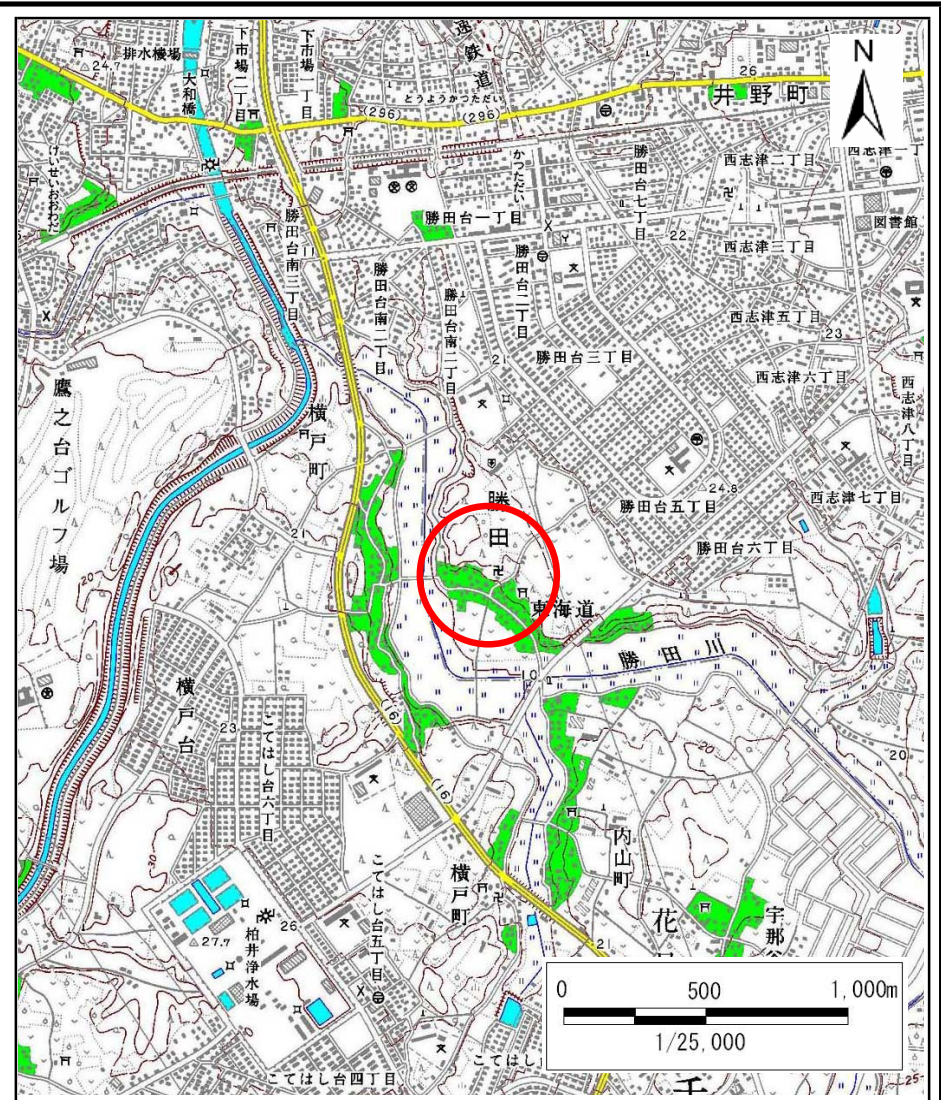 排水機場
24.7
大和橋
下市場二丁目
下市場一丁目
鉄道
とうようかつただい
(296)
(296)
26
井野町
N
けいせいおおわだ
かつただい
勝田台七丁目
西志津一丁
西志津二丁目
図書館
勝田台一丁目
22
西志津三丁目
勝田台南三丁目
11
勝田台南二丁目
勝田台二丁目
勝田台南二丁目
西志津五丁目
23
21
勝田台三丁目
西志津六丁目
西志津八丁目
鷹之台ゴルフ場
横戸町
勝田
24.8
勝田台五丁目
西志津七丁目
21
勝田台六丁目
20
東海道
勝田川
10
横戸台
23
こてはし台六丁目
(16)
20
20
(16)
30
こてはし台五丁目
横戸町
内山町
花
宇那谷
27.7
26
柏井浄水場
21
0 500 1,000m
1/25,000
こてはし台四丁目
こてはし
千
25